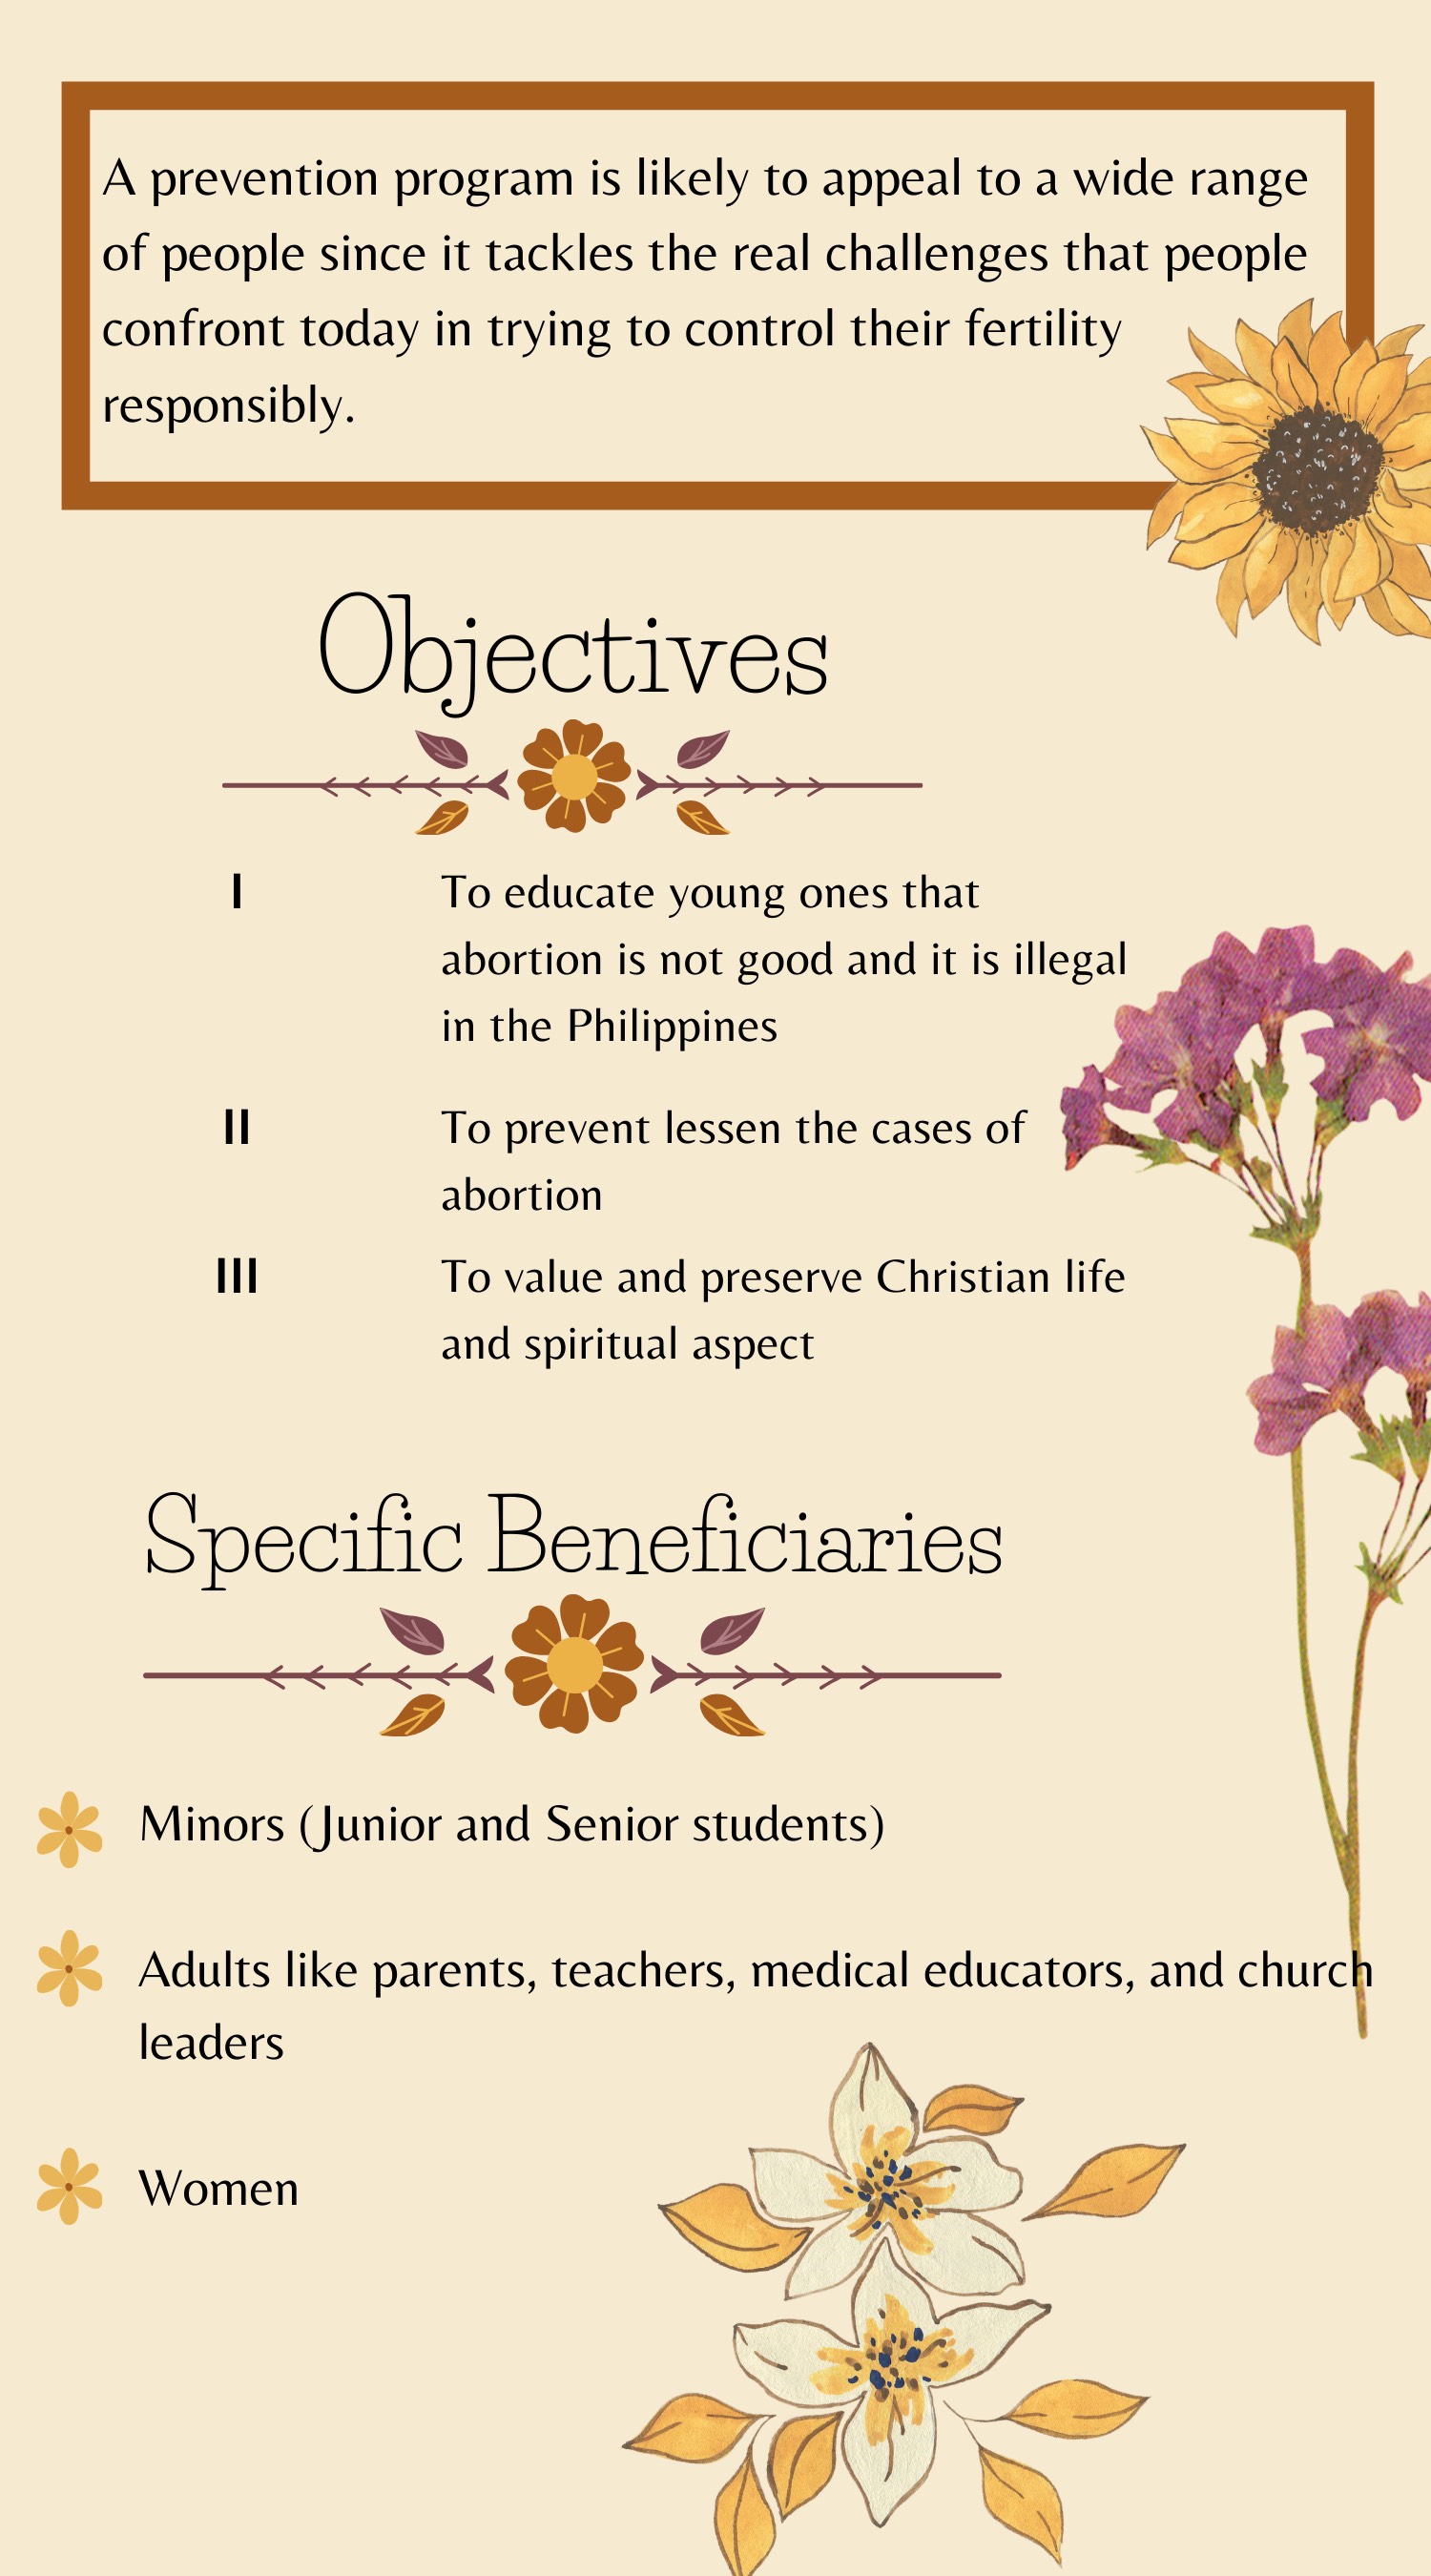 A prevention program is likely to appeal to a wide range
of people since it tackles the real challenges that people
confront today in trying to control their fertility
responsibly.
Objectives
I To educate young ones that
abortion is not good and it is illegal
in the Philippines
II To prevent lessen the cases of
abortion
III To value and preserve Christian life
and spiritual aspect
Specific Beneficiaries
Minors (Junior and Senior students)
Adults like parents, teachers, medical educators, and church
leaders
Women